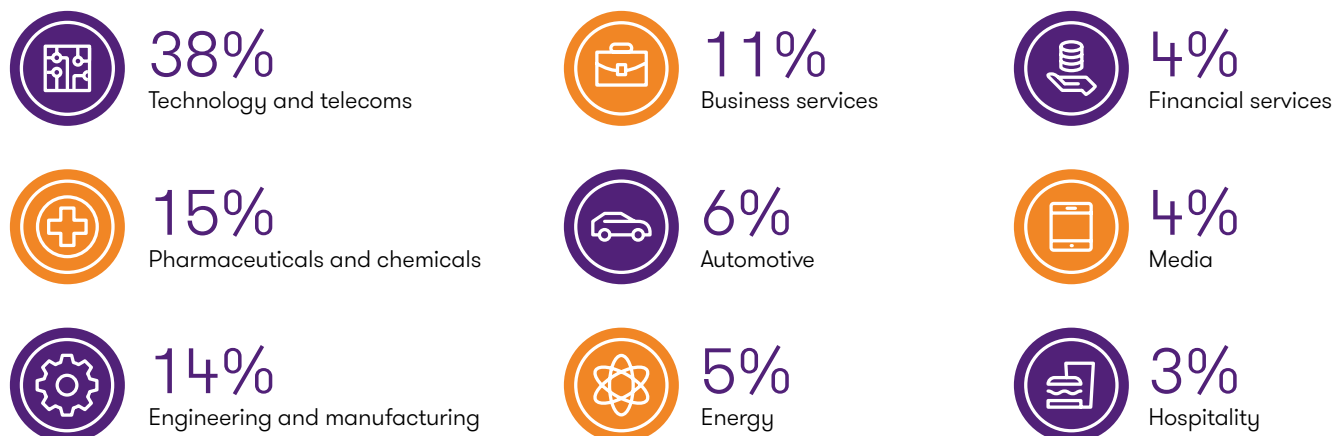 38%
Technology and telecoms
15%
Pharmaceuticals and chemicals
14%
Engineering and manufacturing
11%
Business services
6%
Automotive
5%
Energy
4%
Financial services
4%
Media
3%
Hospitality